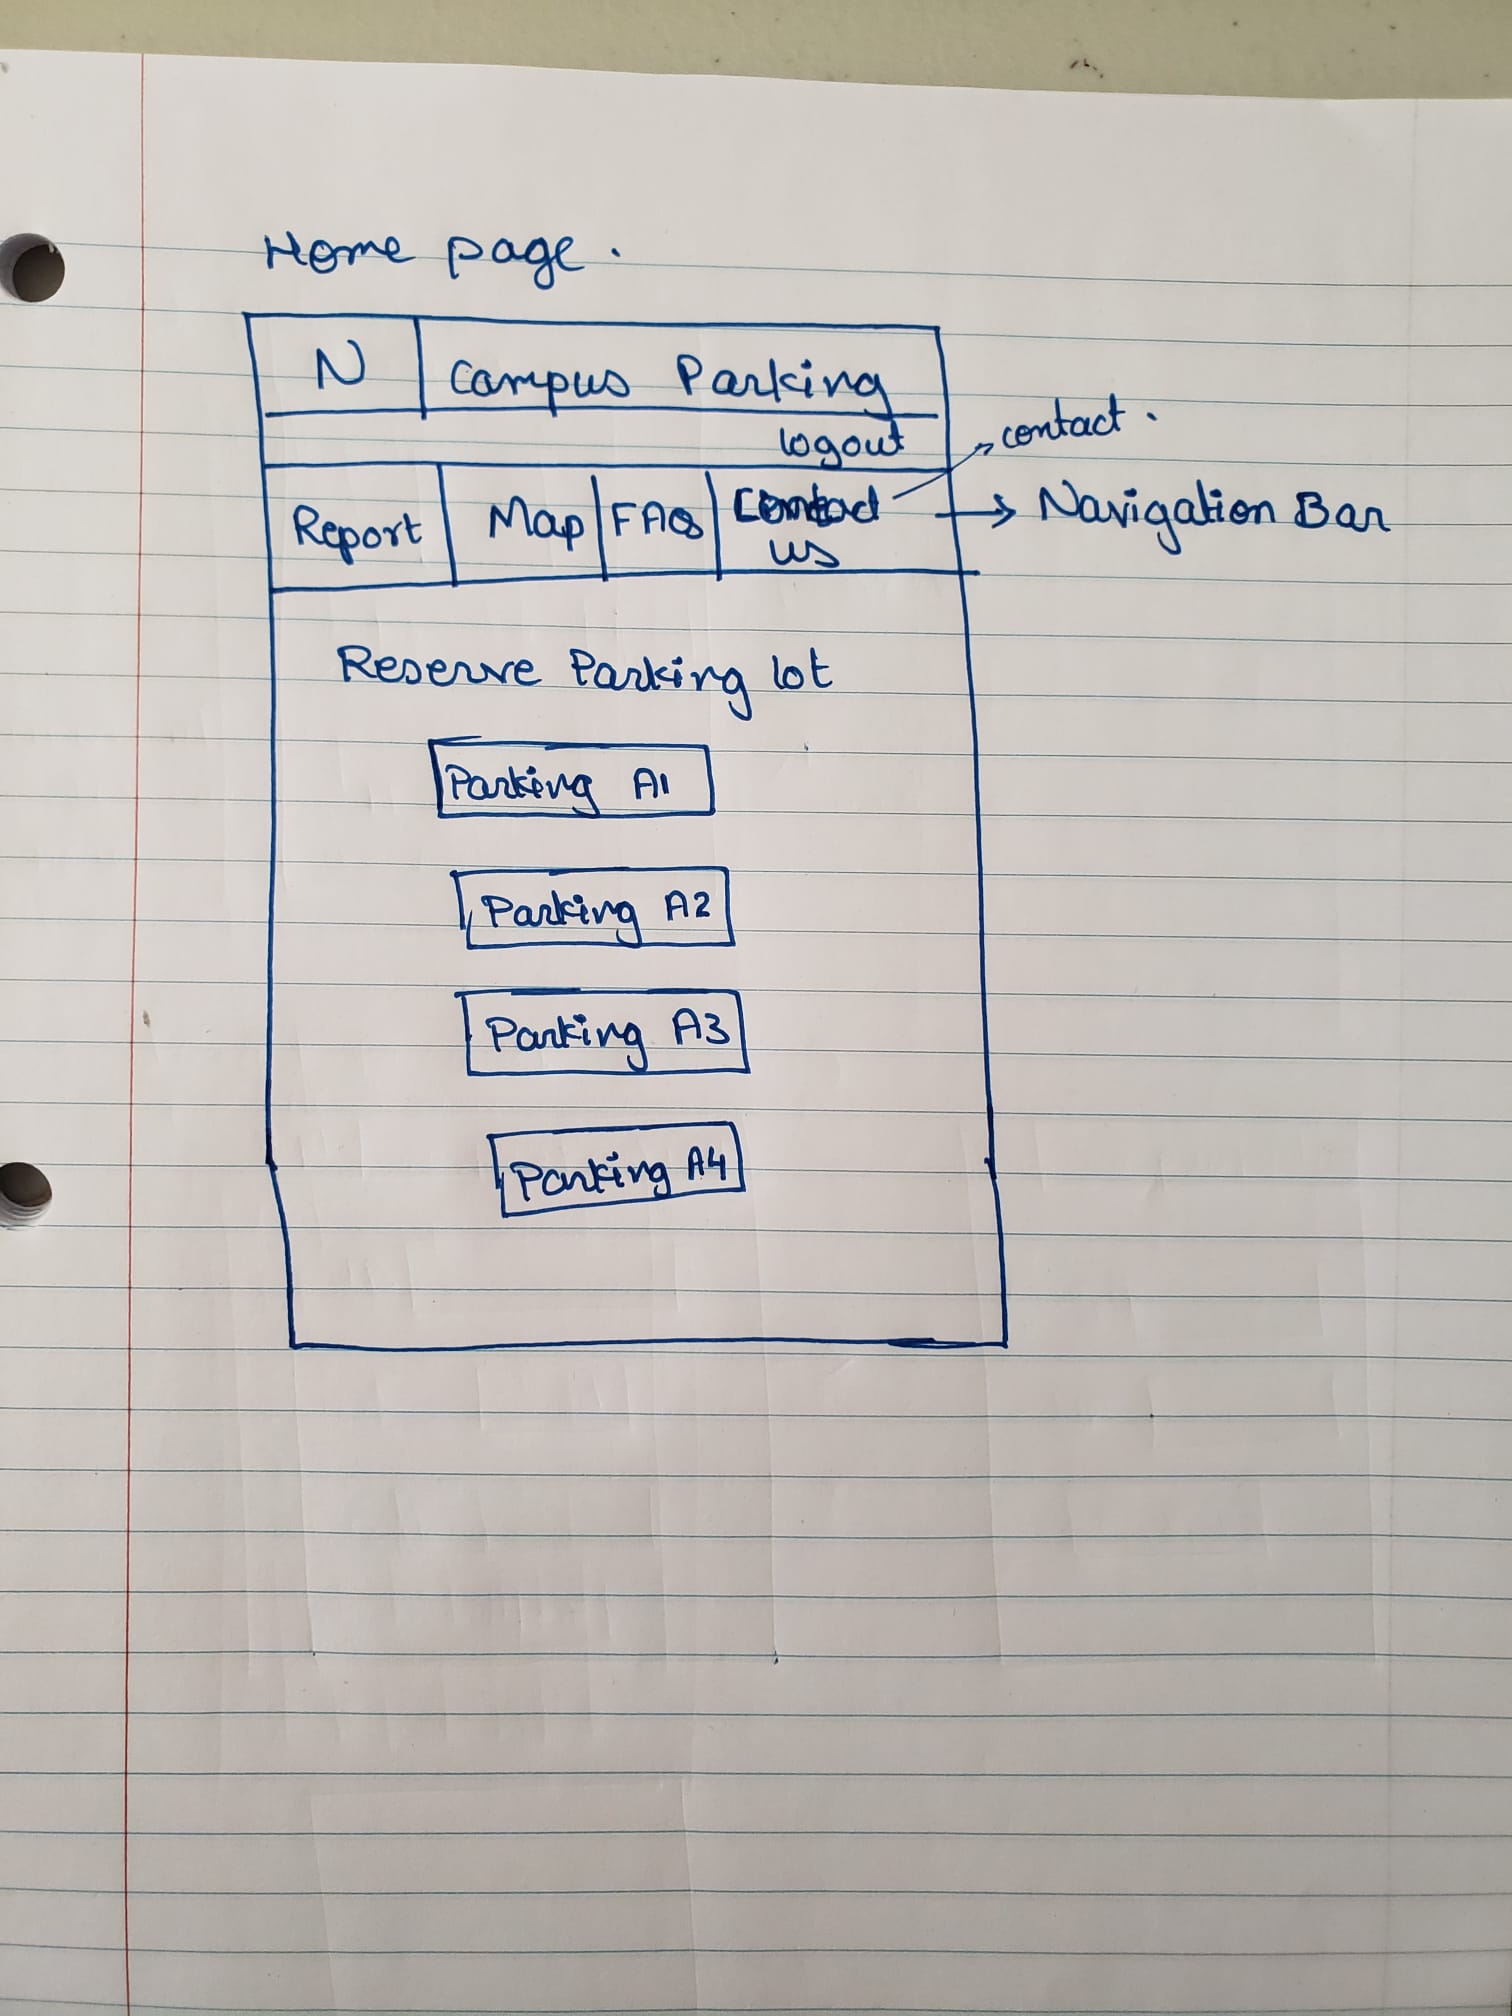 Home page.
N Campus Parking
logout
contact.
Report Map FAQs Contact us
Navigation Bar
Reserve Parking lot
Parking A1
Parking A2
Parking A3
Parking A4